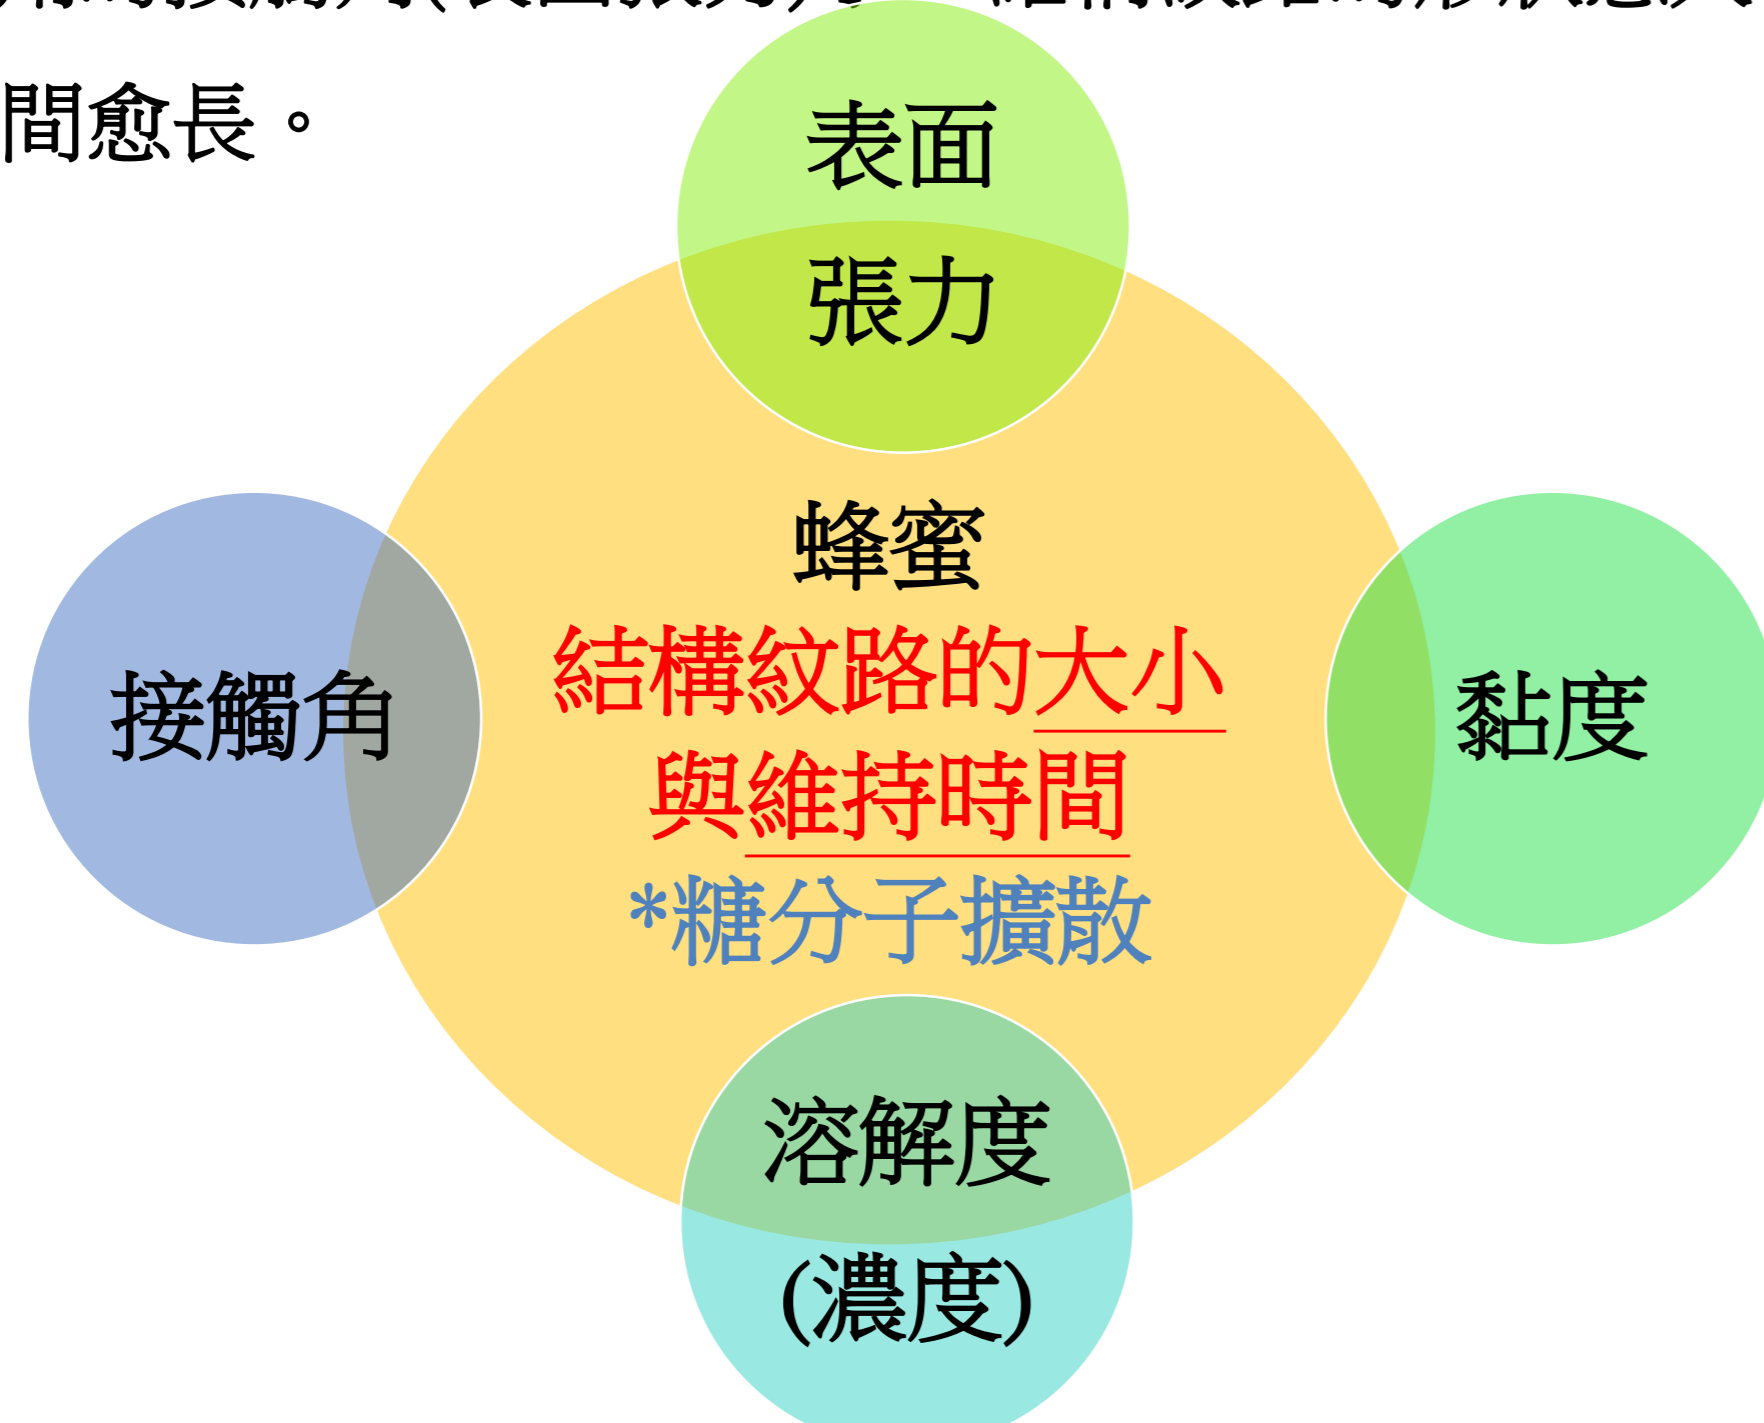 間愈長。
表面
張力
蜂蜜
結構紋路的大小
與維持時間
*糖分子擴散
接觸角
黏度
溶解度
(濃度)